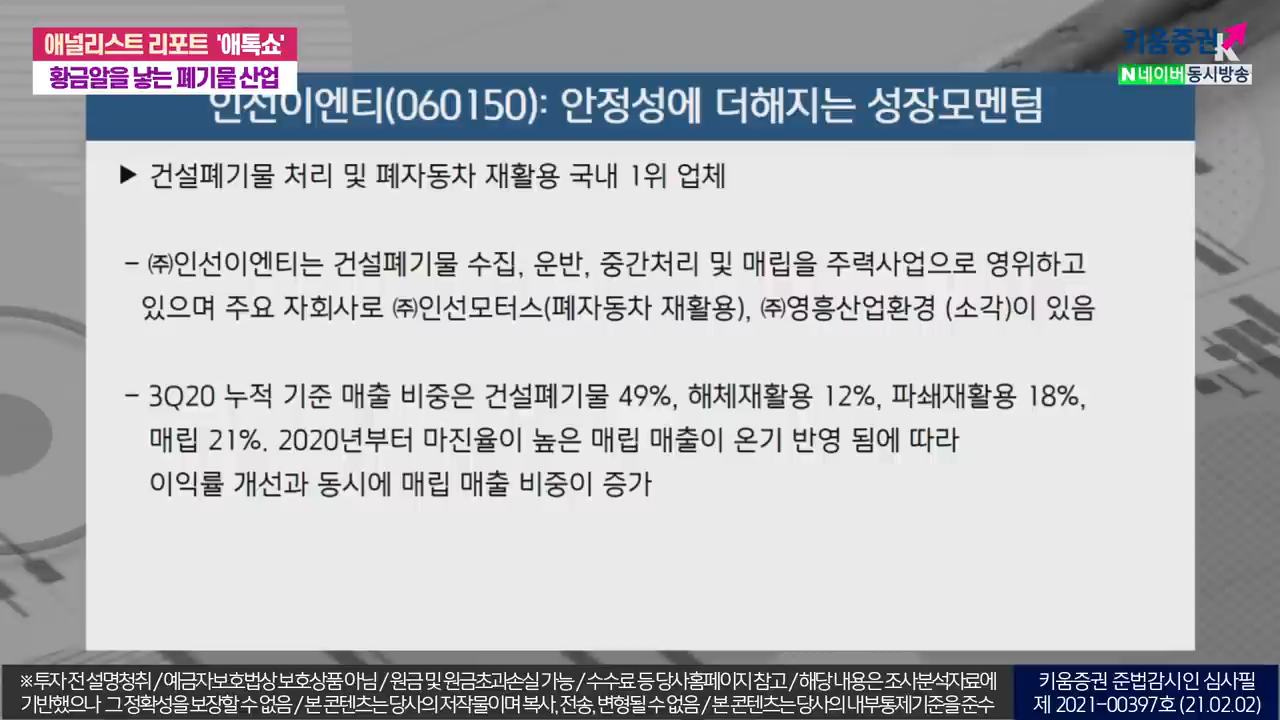 애널리스트 리포트 '애톡쇼'
황금알을 낳는 폐기물 산업
키움증권
K
N 네이버 동시방송
인선이엔티(060150): 안정성에 더해지는 성장모멘텀
▶ 건설폐기물 처리 및 폐자동차 재활용 국내 1위 업체
- ㈜인선이엔티는 건설폐기물 수집, 운반, 중간처리 및 매립을 주력사업으로 영위하고
있으며 주요 자회사로 ㈜인선모터스(폐자동차 재활용), ㈜영흥산업환경 (소각)이 있음
- 3Q20 누적 기준 매출 비중은 건설폐기물 49%, 해체재활용 12%, 파쇄재활용 18%,
매립 21%. 2020년부터 마진율이 높은 매립 매출이 온기 반영 됨에 따라
이익률 개선과 동시에 매립 매출 비중이 증가
※투자 전 설명청취 / 예금자보호법상 보호상품 아님 / 원금 및 원금초과손실 가능 / 수수료 등 당사홈페이지 참고 / 해당 내용은 조사분석자료에
기반했으나 그 정확성을 보장할 수 없음 / 본 콘텐츠는 당사의 저작물이며 복사, 전송, 변형될 수 없음 / 본 콘텐츠는 당사의 내부통제기준을 준수
키움증권 준법감시인 심사필
제 2021-00397호 (21.02.02)